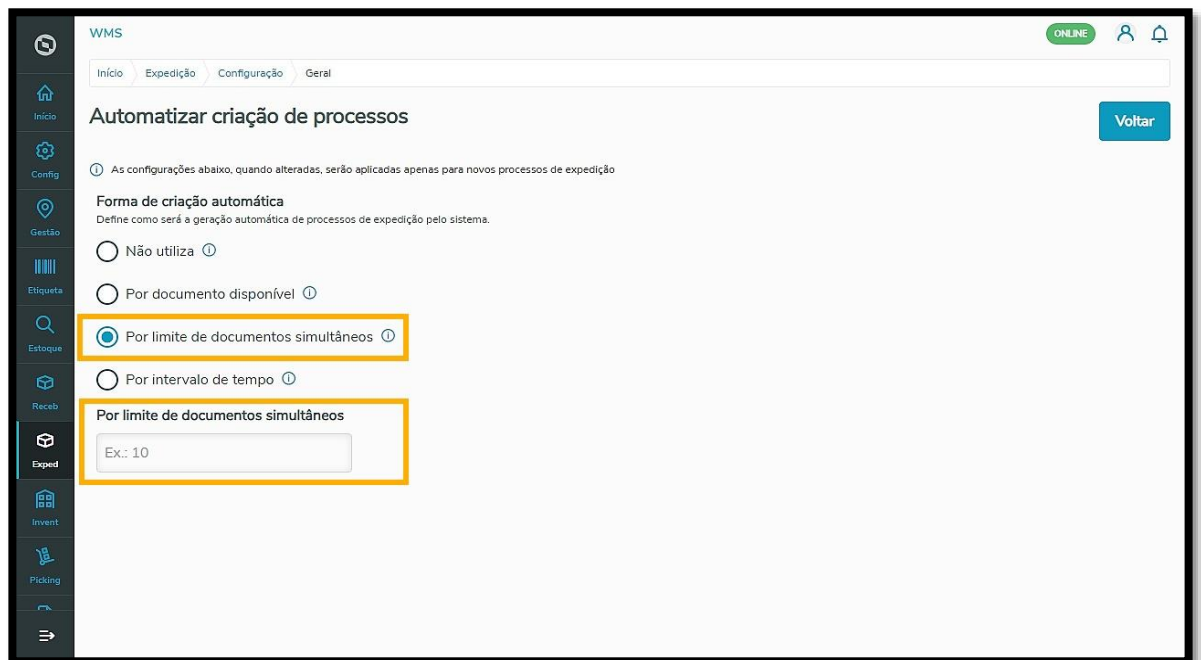 WMS
ONLINE
Início
Expedição
Configuração
Geral
Automatizar criação de processos
Voltar
As configurações abaixo, quando alteradas, serão aplicadas apenas para novos processos de expedição
Forma de criação automática
Define como será a geração automática de processos de expedição pelo sistema.
Não utiliza
Por documento disponível
Por limite de documentos simultâneos
Por intervalo de tempo
Por limite de documentos simultâneos
Ex.: 10
Início
Config
Gestão
Etiqueta
Estoque
Receb
Exped
Invent
Picking